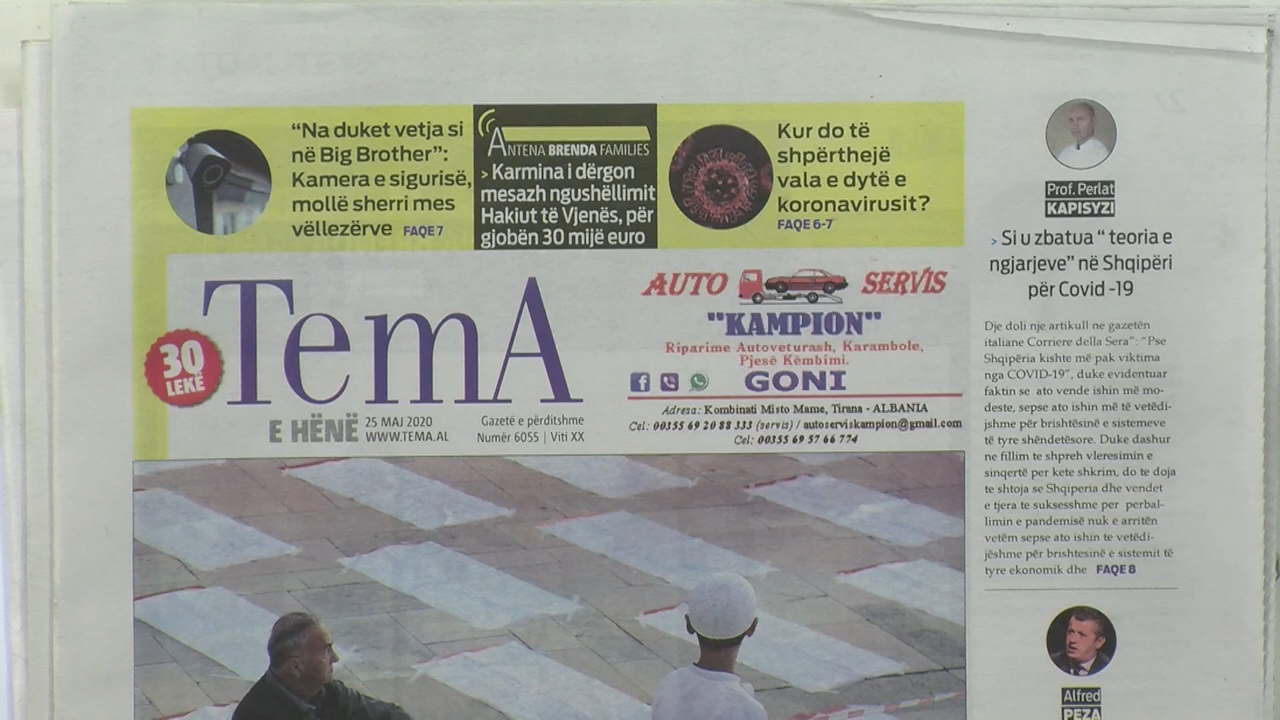 “Na duket vetja si
në Big Brother”:
Kamera e sigurisë,
mollë sherri mes
vëllezërve FAQE 7
ANTENA BRENDA FAMILJES
> Karmina i dërgon
mesazh ngushëllimit
Hakiut të Vjenës, për
gjobën 30 mijë euro
Kur do të
shpërthejë
vala e dytë e
koronavirusit?
FAQE 6-7
30
LEKË
TemA
E HËNË
25 MAJ 2020
WWW.TEMA.AL
Gazetë e përditshme
Numër 6055 | Viti XX
AUTO SERVIS
"KAMPION"
Riparime Autoveturash, Karambole,
Pjesë Këmbimi.
GONI
Adresa: Kombinati Misto Mame, Tirana - ALBANIA
Cel: 00355 69 20 88 333 (servis) / autoserviskampion@gmail.com
Cel: 00355 69 57 66 774
Prof. Perlat
KAPISYZI
> Si u zbatua “ teoria e
ngjarjeve” në Shqipëri
për Covid -19
Dje doli nje artikull ne gazetën
italiane Corriere della Sera”: “Pse
Shqipëria kishte më pak viktima
nga COVID-19”, duke evidentuar
faktin se ato vende ishin më mo-
deste, sepse ato ishin më të vetëdi-
jshme për brishtësinë e sistemeve
të tyre shëndetësore. Duke dashur
ne fillim te shpreh vleresimin e
sinqertë per kete shkrim, do te doja
te shtoja se Shqiperia dhe vendet
e tjera te suksesshme per perbal-
limin e pandemisë nuk e arritën
vetëm sepse ato ishin te vetëdi-
jëshme për brishtesinë e sistemit të
tyre ekonomik dhe FAQE 8
Alfred
PEZA